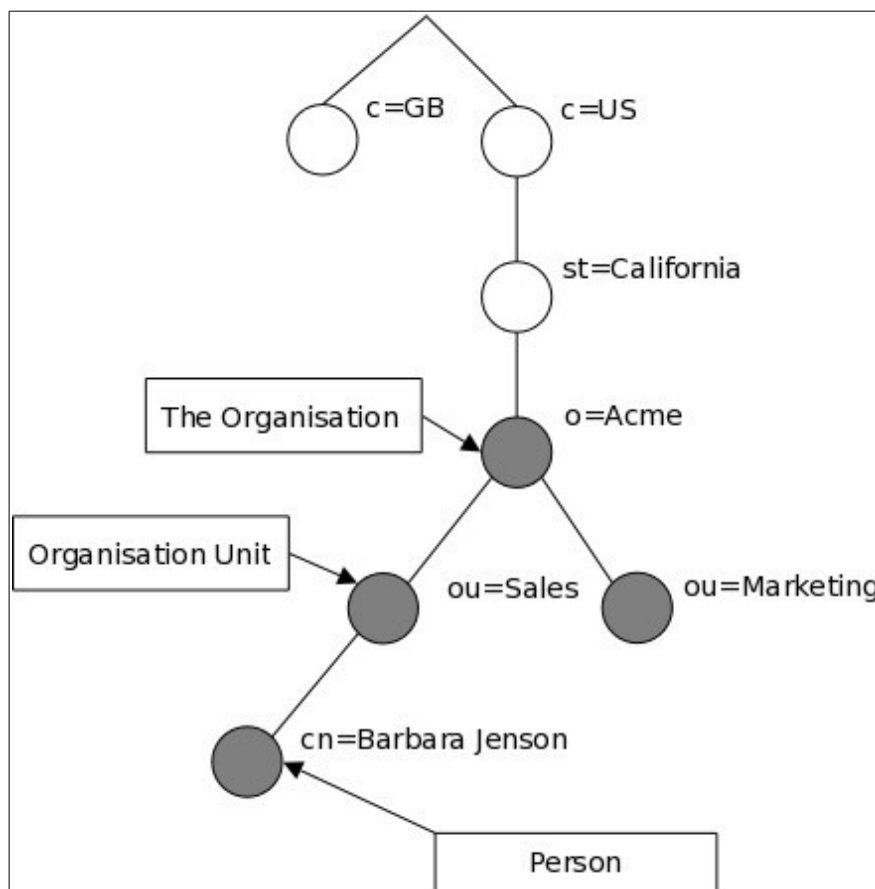 c=GB
c=US
st=California
The Organisation
o=Acme
Organisation Unit
ou=Sales
ou=Marketing
cn=Barbara Jenson
Person